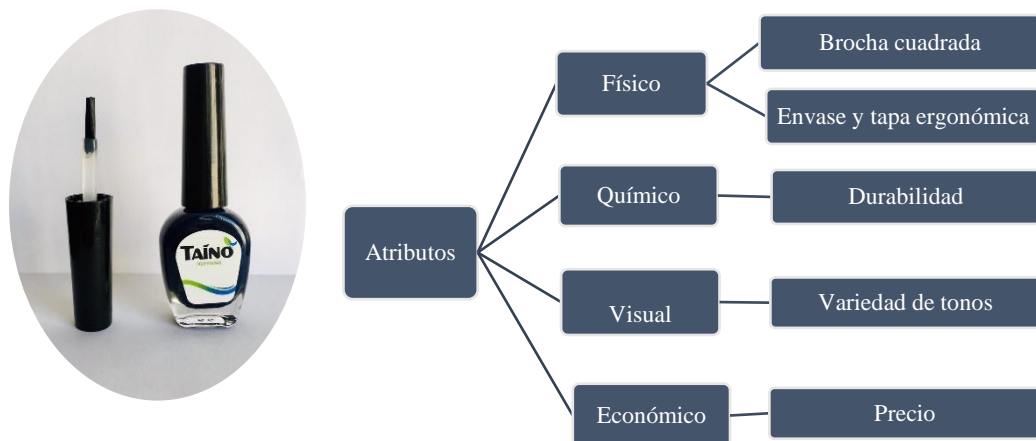 TAÍNO
Atributos
Físico
Brocha cuadrada
Envase y tapa ergonómica
Químico
Durabilidad
Visual
Variedad de tonos
Económico
Precio